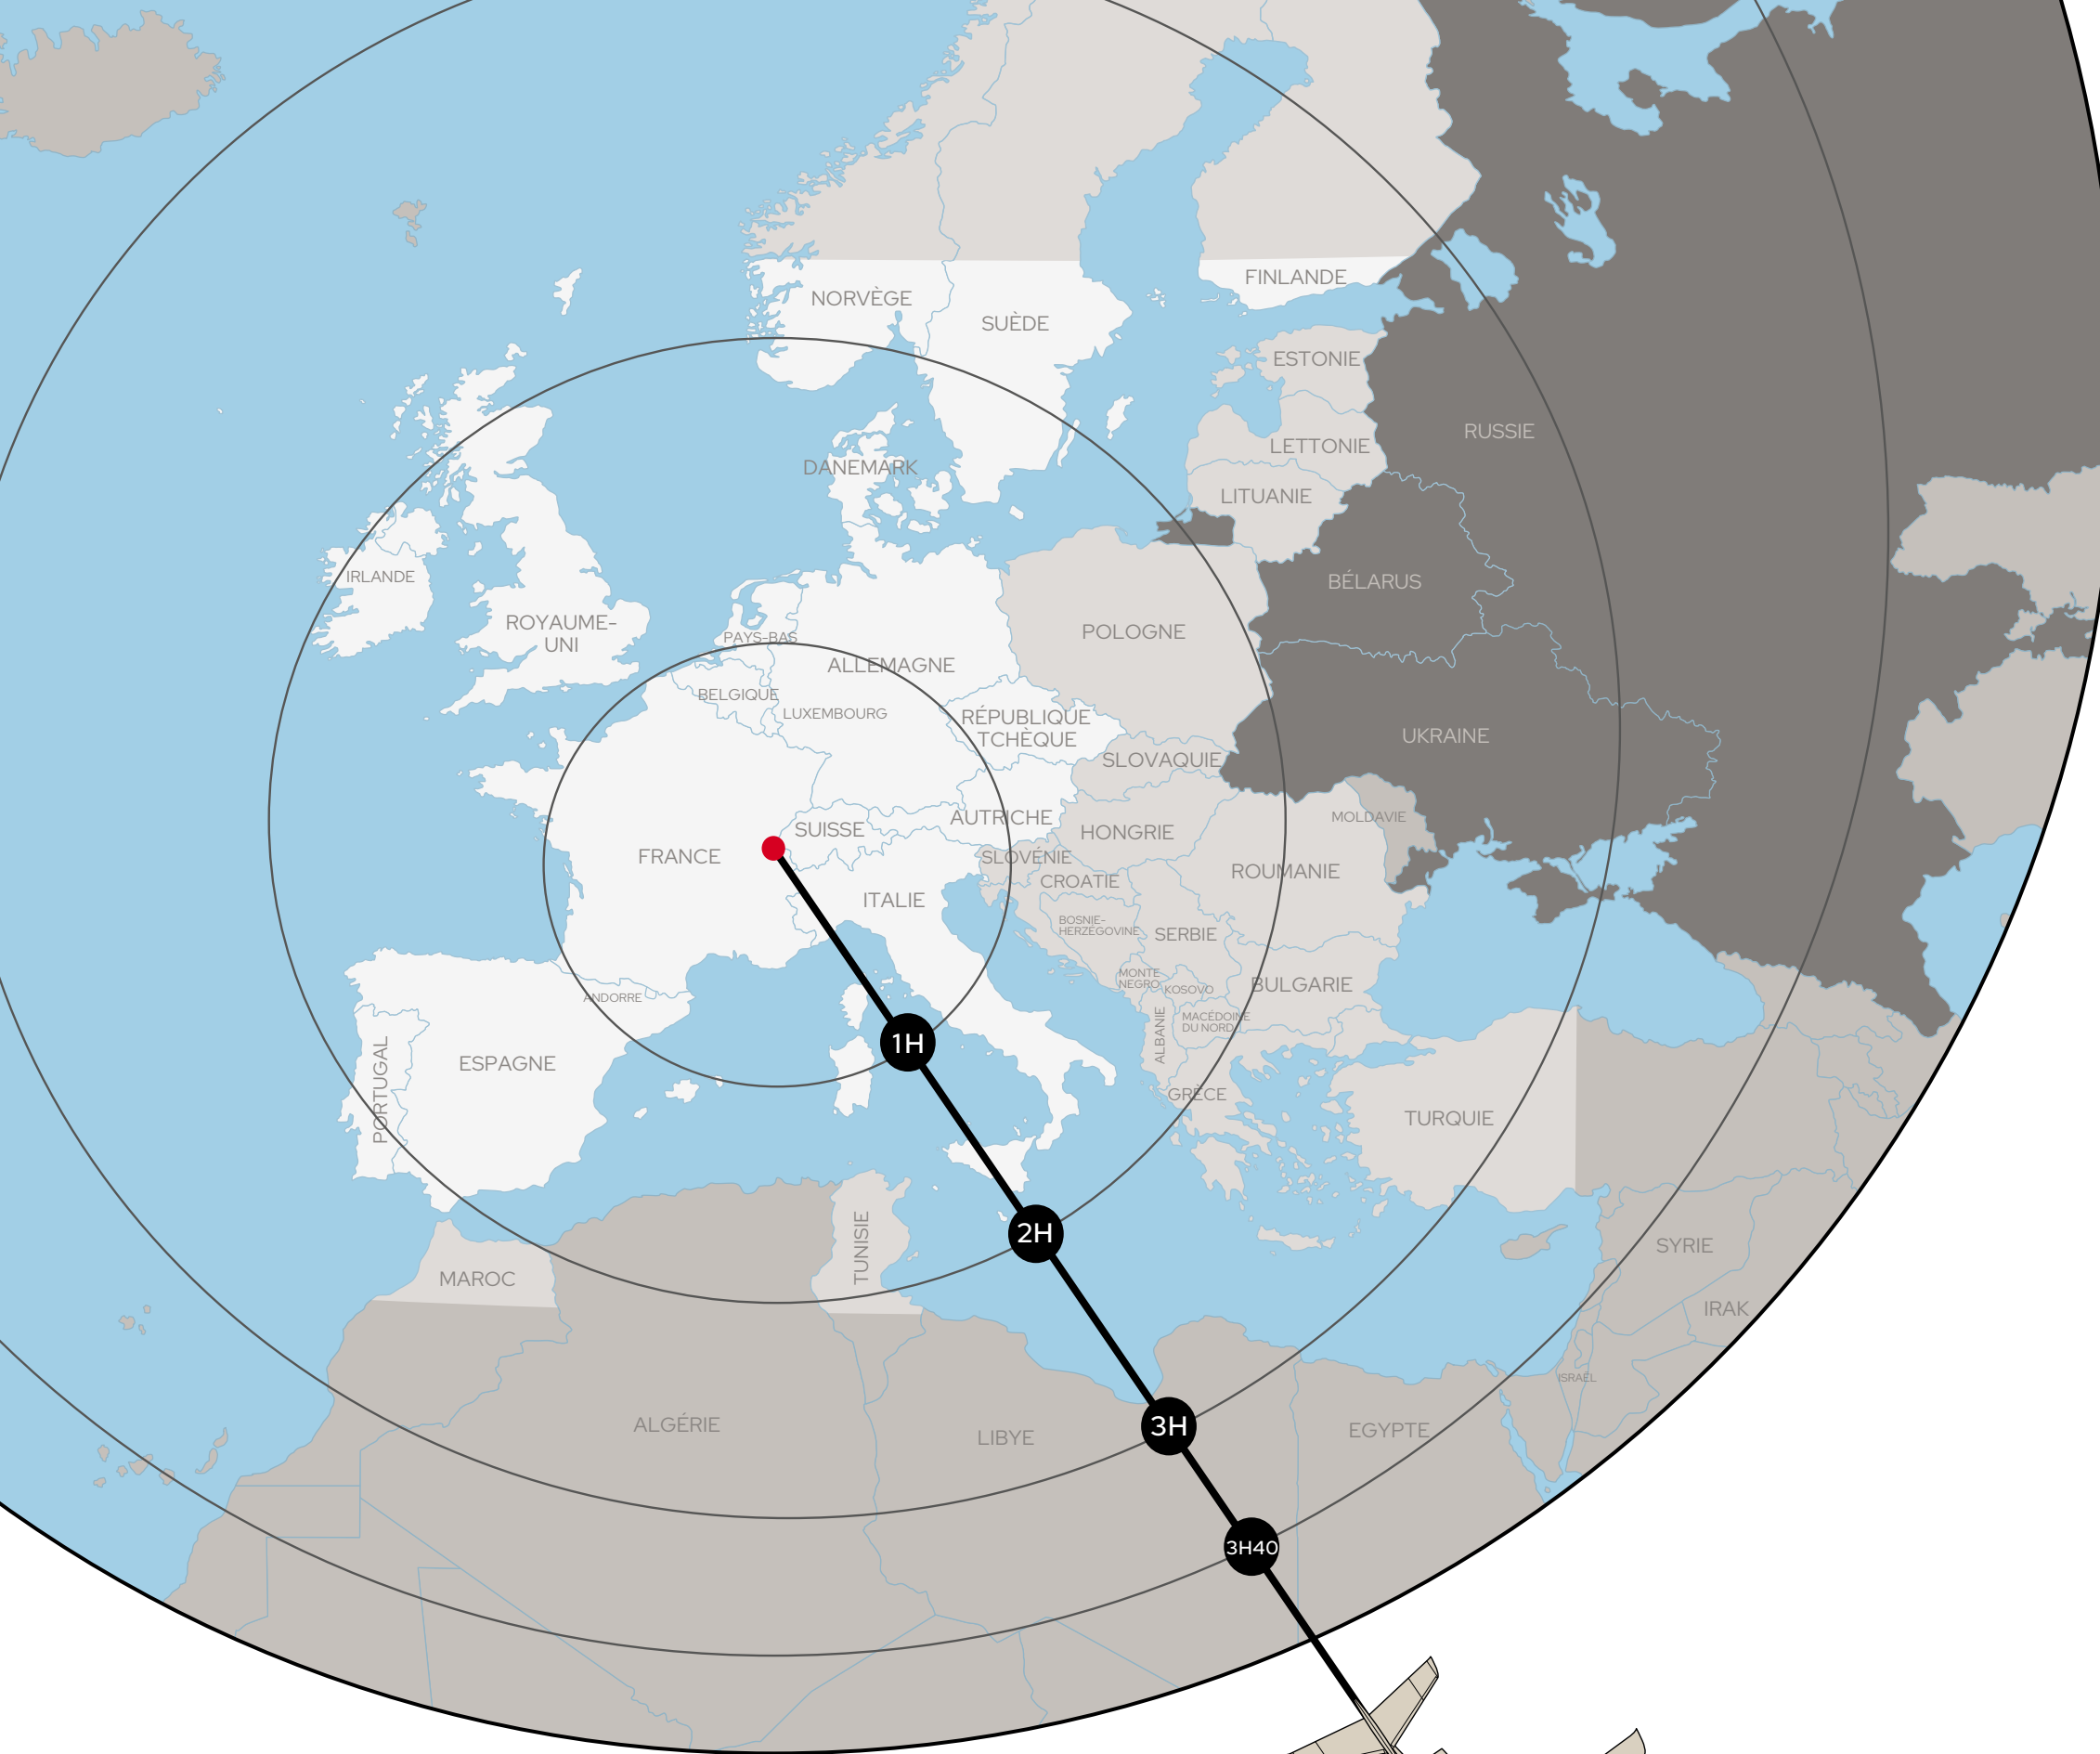 FINLANDE
NORVÈGE
SUÈDE
ESTONIE
RUSSIE
LETTONIE
DANEMARK
LITUANIE
IRLANDE
BÉLARUS
ROYAUME-
UNI
POLOGNE
PAYS-BAS
ALLEMAGNE
BELGIQUE
LUXEMBOURG
RÉPUBLIQUE
TCHÈQUE
UKRAINE
SLOVAQUIE
AUTRICHE
MOLDAVIE
SUISSE
HONGRIE
FRANCE
SLOVÉNIE
ROUMANIE
CROATIE
ITALIE
BOSNIE-
HERZÉGOVINE
SERBIE
MONTE
NEGRO
KOSOVO
BULGARIE
ANDORRE
MACÉDOINE
DU NORD
ALBANIE
1H
ESPAGNE
PORTUGAL
GRÈCE
TURQUIE
2H
TUNISIE
SYRIE
MAROC
IRAK
ISRAËL
ALGÉRIE
3H
LIBYE
EGYPTE
3H40